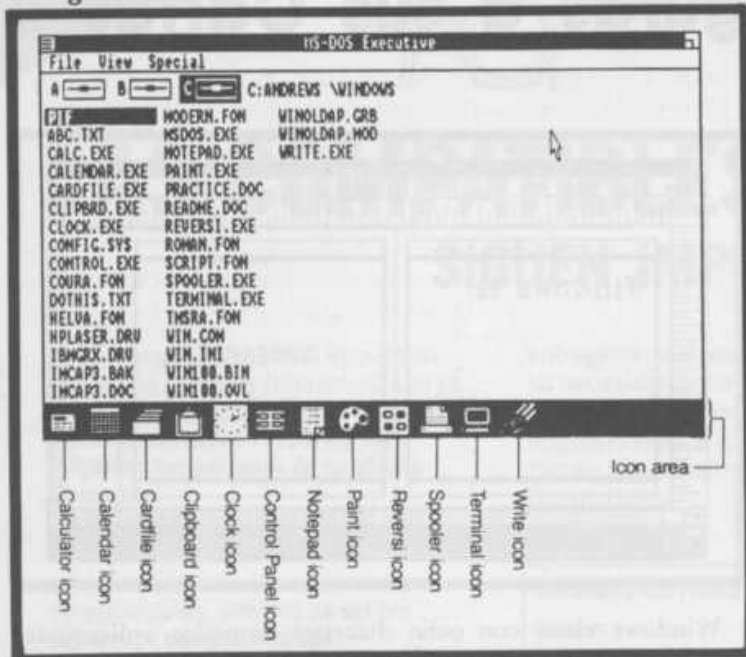 MS-DOS Executive
File View Special
A B C C:ANDREWS \WINDOWS
PIF MODERN.FON WINOLDAP.GRB
ABC.TXT MSDOS.EXE WINOLDAP.MOD
CALC.EXE NOTEPAD.EXE WRITE.EXE
CALENDAR.EXE PAINT.EXE
CARDFILE.EXE PRACTICE.DOC
CLIPBRD.EXE README.DOC
CLOCK.EXE REVERSI.EXE
CONFIG.SYS ROMAN.FON
CONTROL.EXE SCRIPT.FON
COURA.FON SPOOLER.EXE
DOTHIS.TXT TERMINAL.EXE
HELVA.FON TMSRA.FON
HPLASER.DRV WIN.COM
IBMGRX.DRV WIN.INI
IMCAP3.BAK WIN100.BIN
IMCAP3.DOC WIN100.OVL
Icon area
Calculator icon
Calendar icon
Cardfile icon
Clipboard icon
Clock icon
Control Panel icon
Notepad icon
Paint icon
Reversi icon
Spooler icon
Terminal icon
Write icon